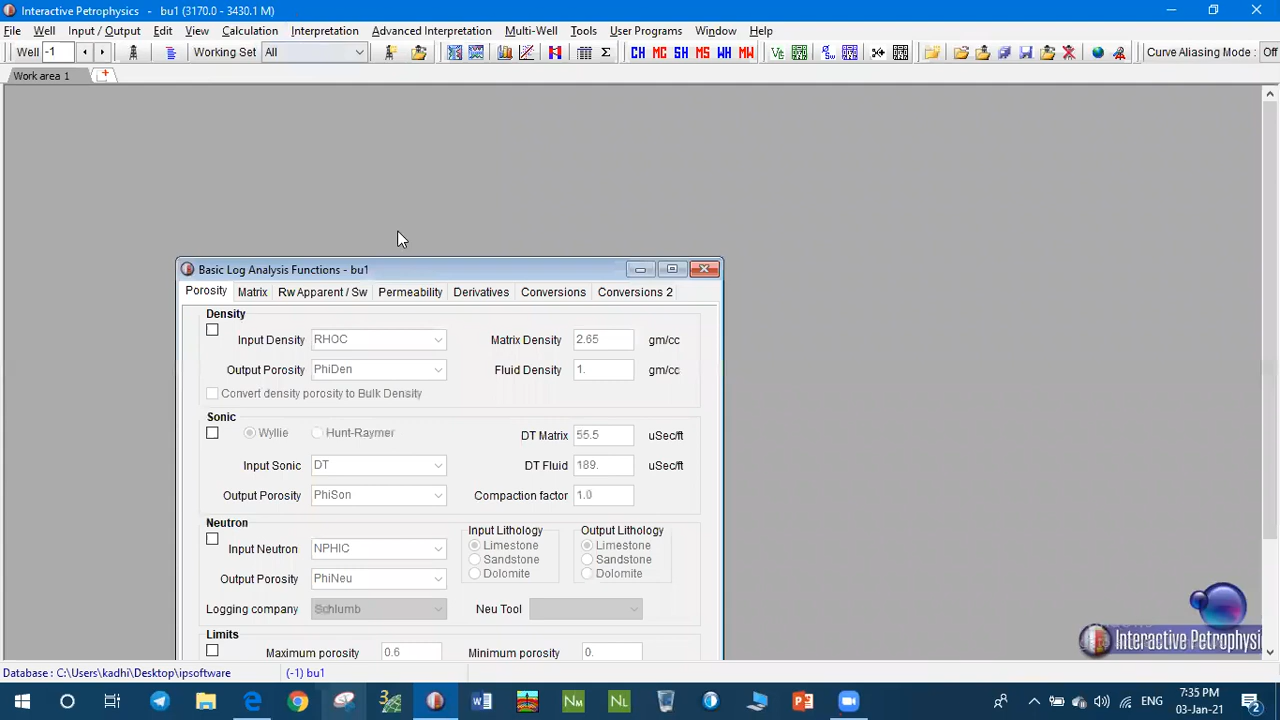 Interactive Petrophysics - bu1 (3170.0 - 3430.1 M)
File Well Input / Output Edit View Calculation Interpretation Advanced Interpretation Multi-Well Tools User Programs Window Help
Well -1 Working Set All CH MC SH MS WH MW Curve Aliasing Mode : Off
Work area 1
Basic Log Analysis Functions - bu1
Porosity Matrix Rw Apparent / Sw Permeability Derivatives Conversions Conversions 2
Density
Input Density RHOC Matrix Density 2.65 gm/cc
Output Porosity PhiDen Fluid Density 1. gm/cc
Convert density porosity to Bulk Density
Sonic
Wyllie Hunt-Raymer DT Matrix 55.5 uSec/ft
Input Sonic DT DT Fluid 189. uSec/ft
Output Porosity PhiSon Compaction factor 1.0
Neutron
Input Lithology Output Lithology
Input Neutron NPHIC Limestone Limestone
Sandstone Sandstone
Output Porosity PhiNeu Dolomite Dolomite
Logging company Schlumb Neu Tool
Limits
Maximum porosity 0.6 Minimum porosity 0.
Interactive Petrophysi
Database : C:\Users\kadhi\Desktop\ipsoftware (-1) bu1
ENG 7:35 PM
03-Jan-21 2